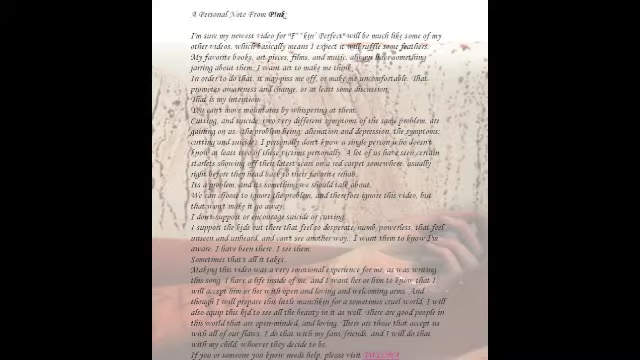 A Personal Note From P!nk
I'm sure my newest video for "F**kin' Perfect" will be much like some of my
other videos, which basically means I expect it will ruffle some feathers.
My favorite books, art pieces, films, and music, always have something
jarring about them. I want art to make me think.
In order to do that, it may piss me off, or make me uncomfortable. That
promotes awareness and change, or at least some discussion.
That is my intention.
You can't move mountains by whispering at them.
Cutting, and suicide, two very different symptoms of the same problem, are
gaining on us. (the problem being; alienation and depression. the symptoms;
cutting and suicide). I personally don't know a single person who doesn't
know at least two of these victims personally. A lot of us have seen certain
starlets showing off their latest scars on a red carpet somewhere, usually
right before they head back to their favorite rehab.
Its a problem, and its something we should talk about.
We can choose to ignore the problem, and therefore ignore this video, but
that won't make it go away.
I don't support or encourage suicide or cutting.
I support the kids out there that feel so desperate, numb, powerless, that feel
unseen and unheard, and can't see another way. I want them to know I'm
aware. I have been there. I see them.
Sometimes that's all it takes.
Making this video was a very emotional experience for me, as was writing
this song. I have a life inside of me, and I want her or him to know that I
will accept him or her with open and loving and welcoming arms. And
though I will prepare this little munchkin for a sometimes cruel world, I will
also equip this kid to see all the beauty in it as well. There are good people in
this world that are open-minded, and loving. There are those that accept us
with all of our flaws. I do that with my fans, friends, and I will do that
with my child, whoever they decide to be.
If you or someone you know needs help, please visit TWLOHA